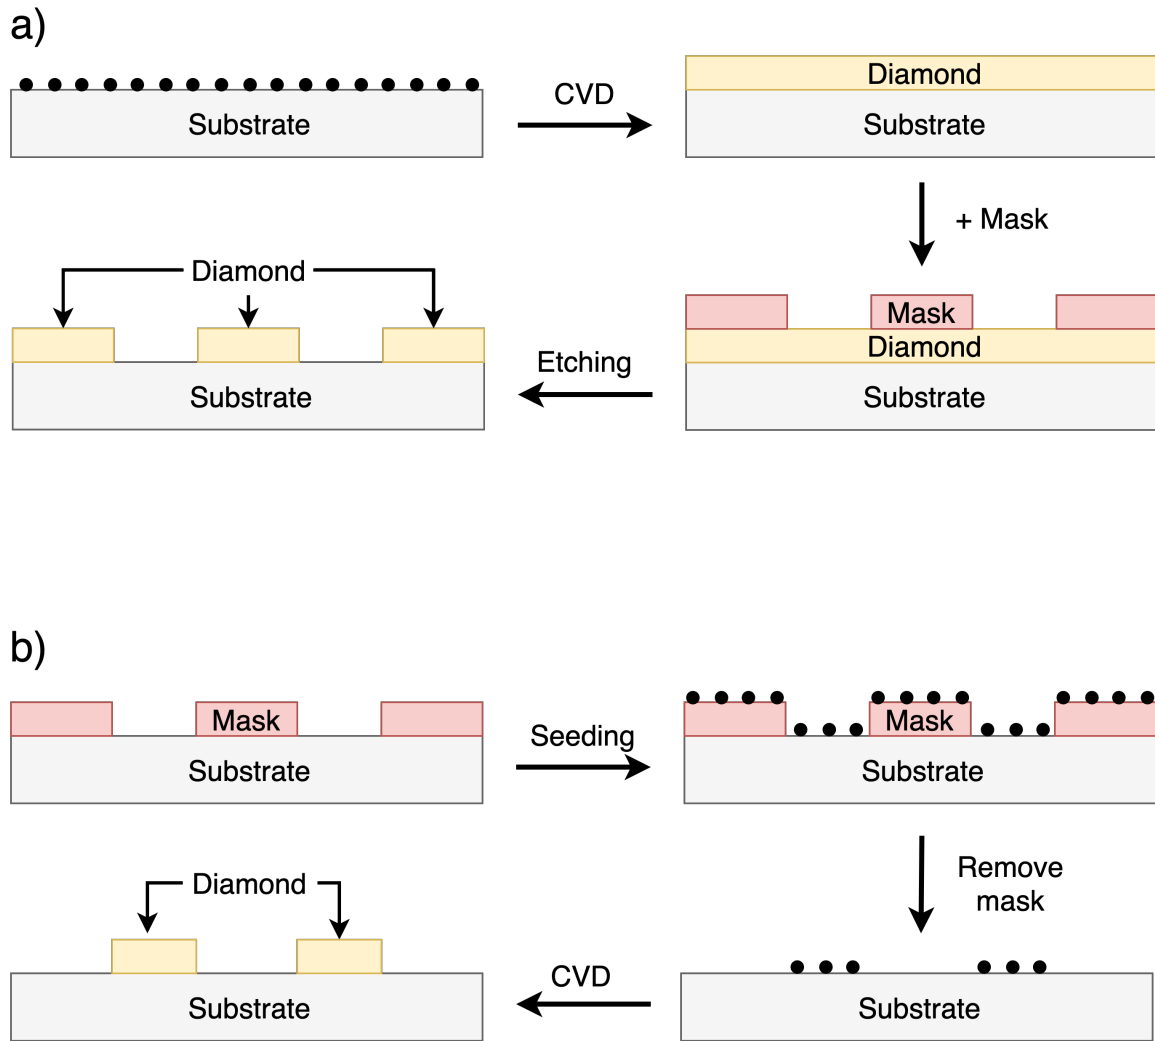 a)
Substrate
CVD
Diamond
Substrate
+ Mask
Diamond
Substrate
Etching
Mask
Diamond
Substrate
b)
Mask
Substrate
Seeding
Mask
Substrate
Remove
mask
Diamond
Substrate
CVD
Substrate